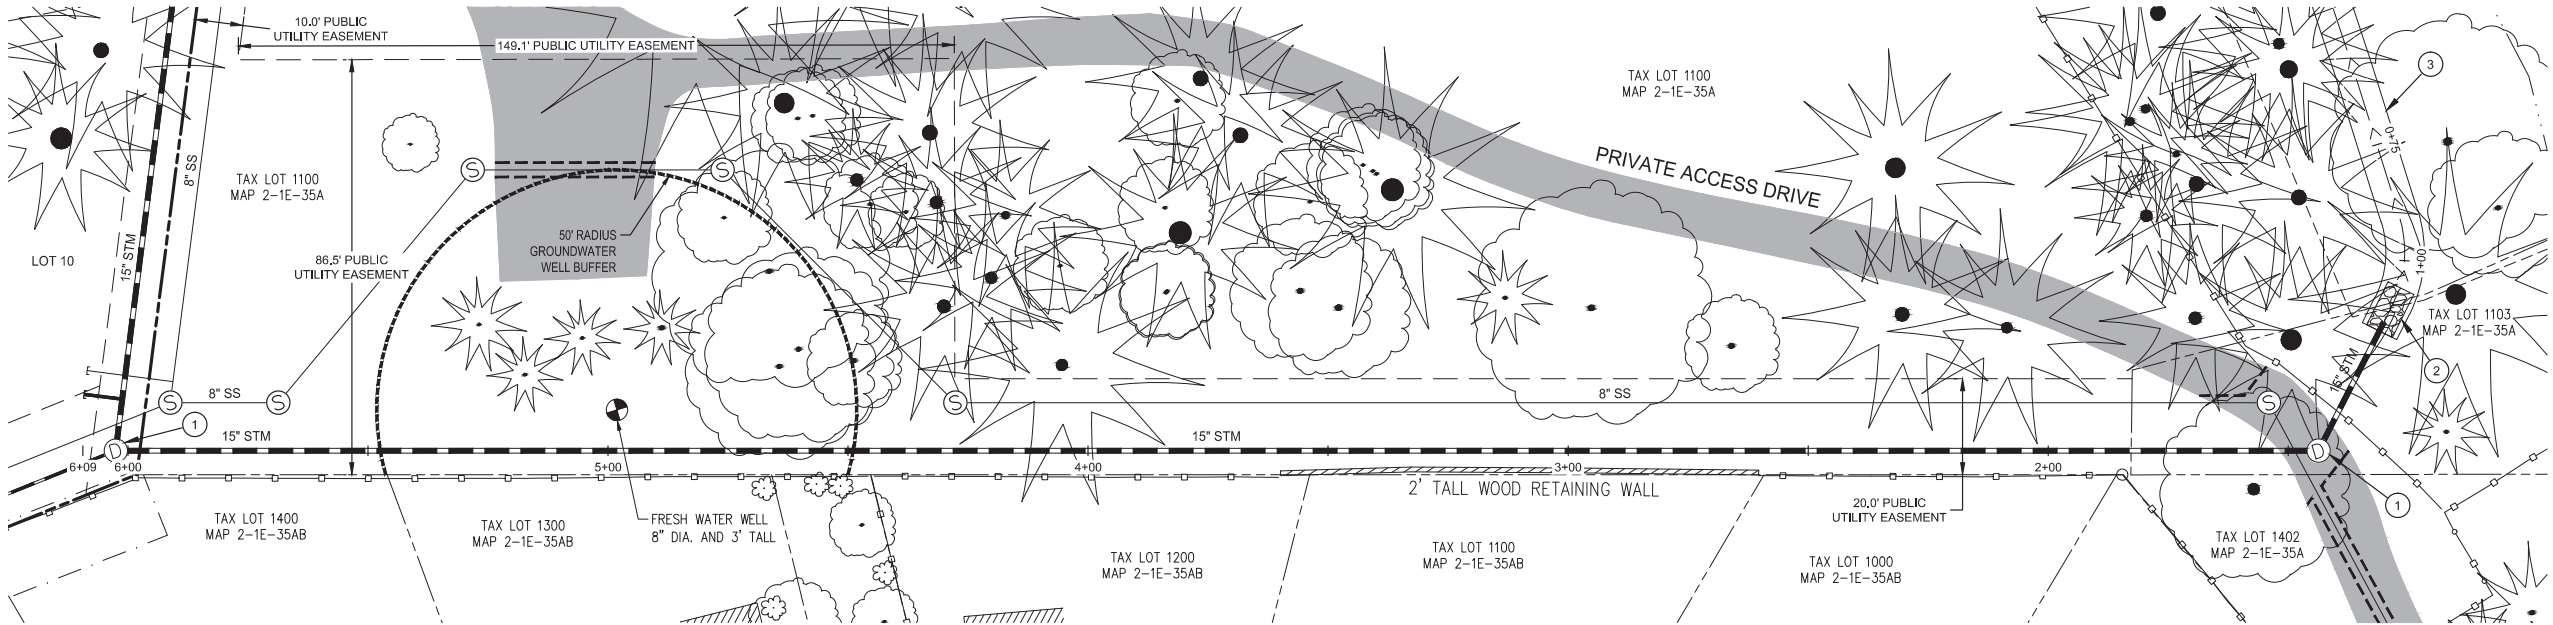 10.0' PUBLIC
UTILITY EASEMENT
149.1' PUBLIC UTILITY EASEMENT
TAX LOT 1100
MAP 2-1E-35A
3
0+75
8" SS
S
S
PRIVATE ACCESS DRIVE
TAX LOT 1100
MAP 2-1E-35A
50' RADIUS
GROUNDWATER
WELL BUFFER
LOT 10
15" STM
86.5' PUBLIC
UTILITY EASEMENT
1+00
TAX LOT 1103
MAP 2-1E-35A
15" STM
2
S
8" SS
S
S
8" SS
S
1
D
15" STM
15" STM
D
6+09
6+00
5+00
4+00
3+00
2+00
2' TALL WOOD RETAINING WALL
20.0' PUBLIC
UTILITY EASEMENT
1
TAX LOT 1400
MAP 2-1E-35AB
TAX LOT 1300
MAP 2-1E-35AB
FRESH WATER WELL
8" DIA. AND 3' TALL
TAX LOT 1200
MAP 2-1E-35AB
TAX LOT 1100
MAP 2-1E-35AB
TAX LOT 1000
MAP 2-1E-35AB
TAX LOT 1402
MAP 2-1E-35A